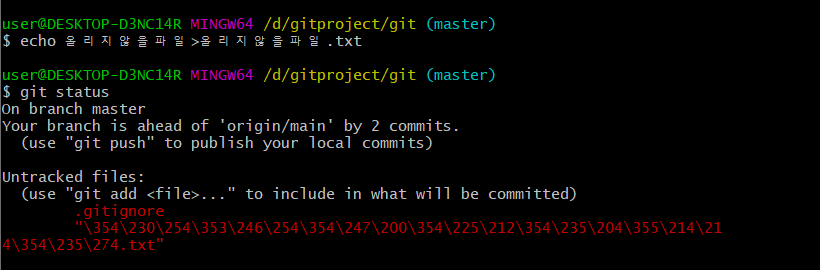 user@DESKTOP-D3NC14R MINGW64 /d/gitproject/git (master)
$ echo 올리지않을파일>올리지않을파일.txt
user@DESKTOP-D3NC14R MINGW64 /d/gitproject/git (master)
$ git status
On branch master
Your branch is ahead of 'origin/main' by 2 commits.
  (use "git push" to publish your local commits)
Untracked files:
  (use "git add <file>..." to include in what will be committed)
        .gitignore
        "\354\230\254\353\246\254\354\247\200\354\225\212\354\235\204\355\214\21
4\354\235\274.txt"